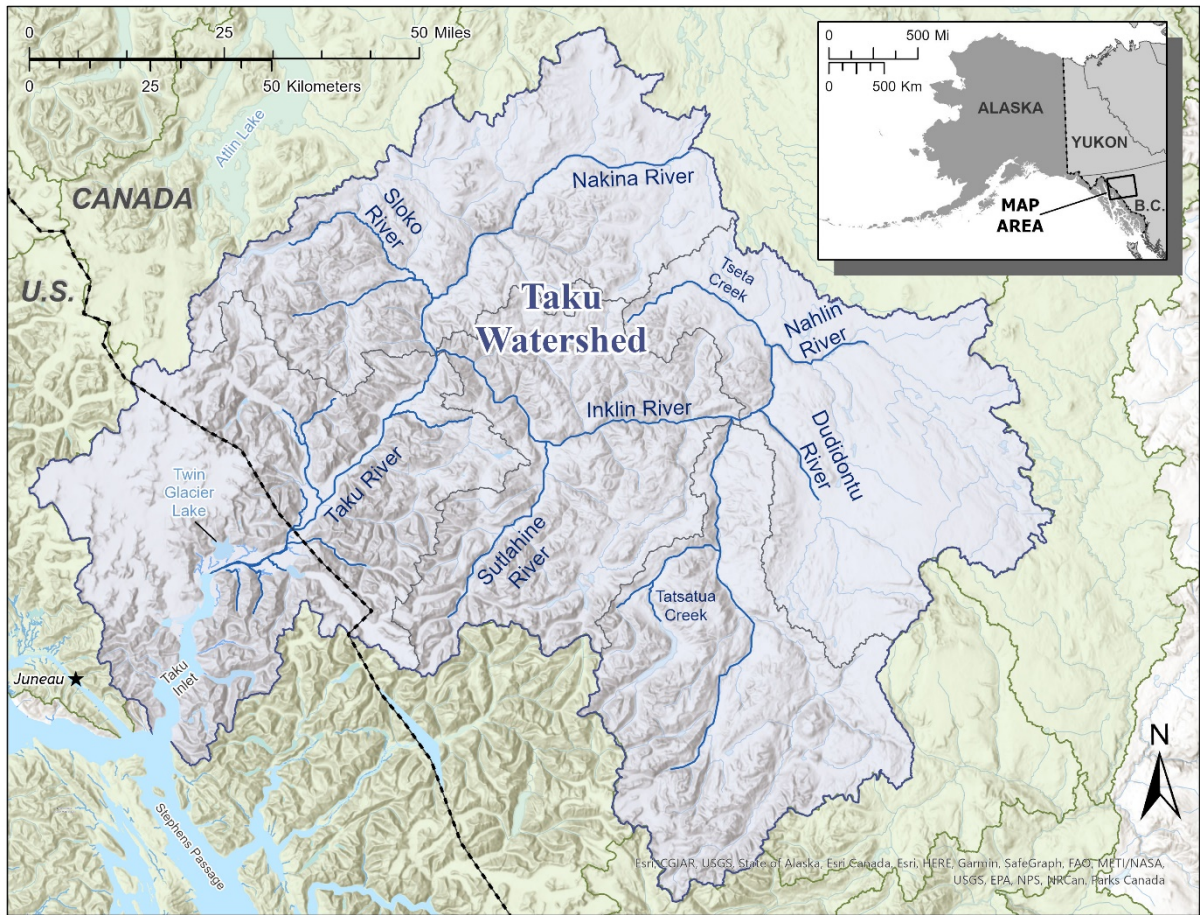 0 25 50 Miles
0 25 50 Kilometers
0 500 Mi
0 500 Km
ALASKA
YUKON
B.C.
MAP
AREA
Atlin Lake
CANADA
U.S.
Sloko
River
Nakina River
Taku
Watershed
Tseta
Creek
Nahlin
River
Inklin River
Dudidontu
River
Taku River
Twin
Glacier
Lake
Sutlahine
River
Tatsatua
Creek
Juneau
Taku
Inlet
Stephens Passage
N
Esri, CGIAR, USGS, State of Alaska, Esri Canada, Esri, HERE, Garmin, SafeGraph, FAO, METI/NASA,
USGS, EPA, NPS, NRCan, Parks Canada